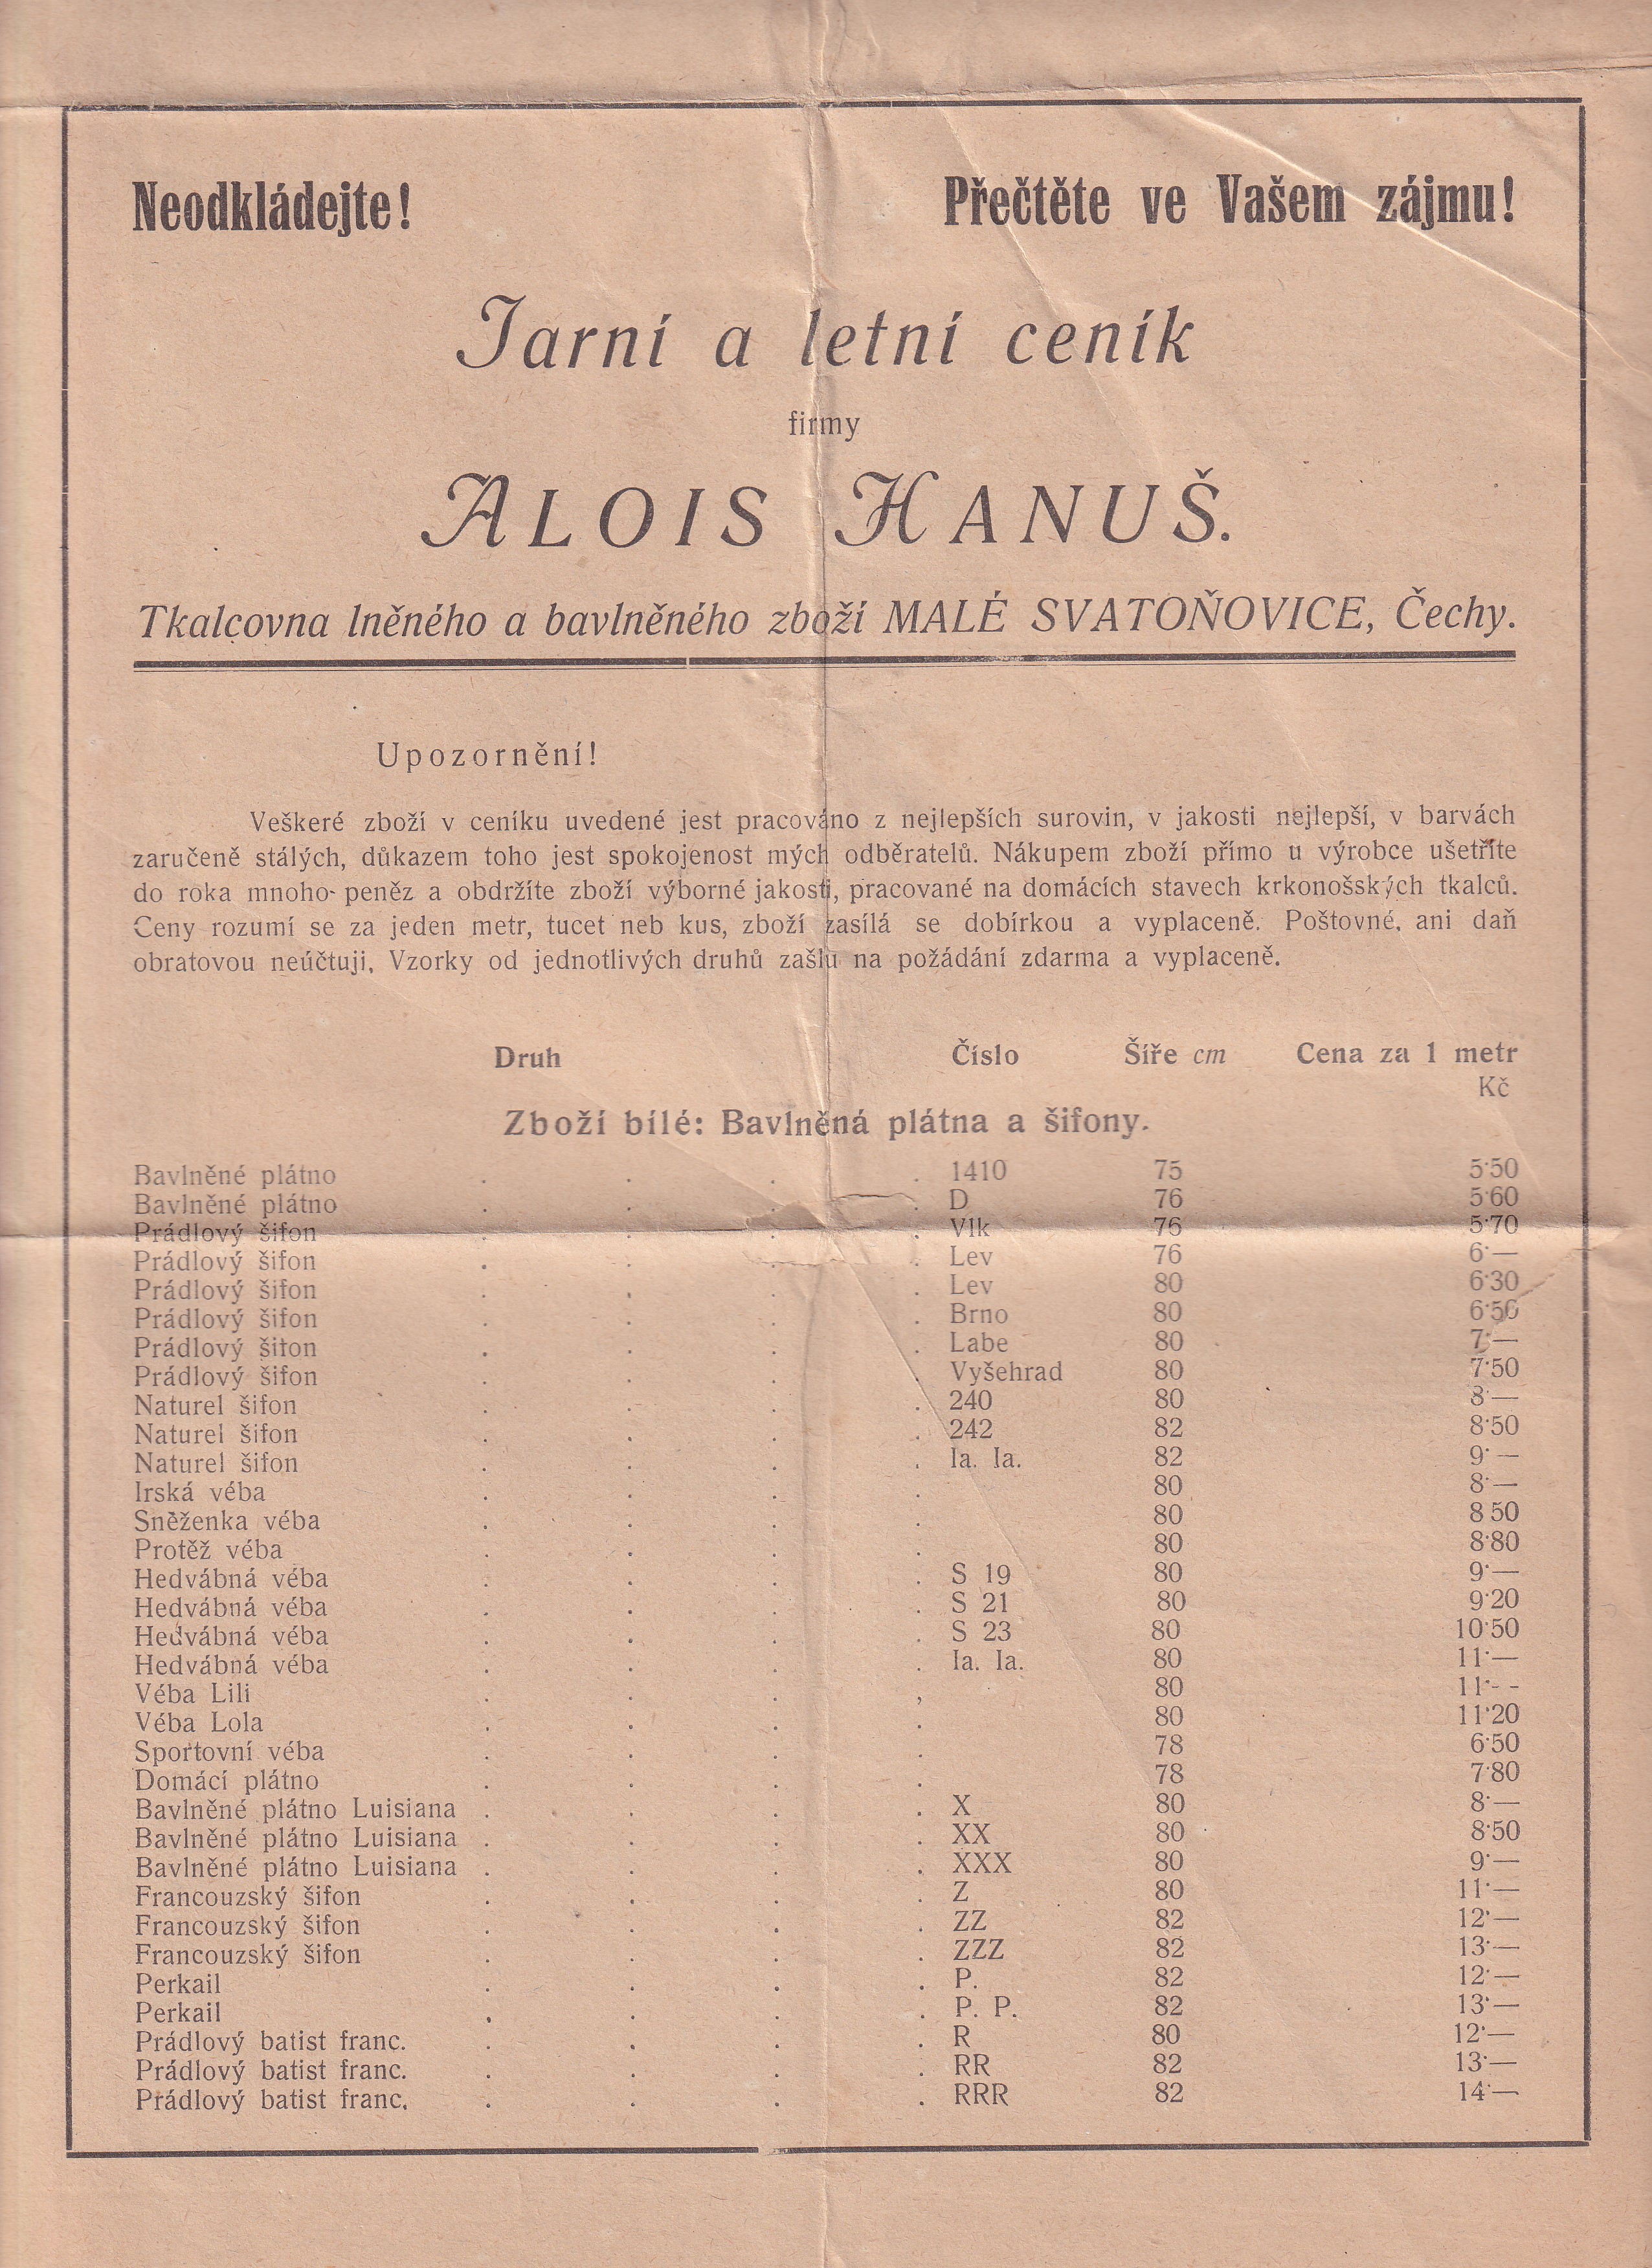 Neodkládejte! Přečtěte ve Vašem zájmu!
Jarní a letní ceník
firmy
ALOIS HANUŠ.
Tkalcovna lněného a bavlněného zboží MALÉ SVATOŇOVICE, Čechy.
Upozornění!
Veškeré zboží v ceníku uvedené jest pracováno z nejlepších surovin, v jakosti nejlepší, v barvách
zaručeně stálých, důkazem toho jest spokojenost mých odběratelů. Nákupem zboží přímo u výrobce ušetříte
do roka mnoho peněz a obdržíte zboží výborné jakosti, pracované na domácích stavech krkonošských tkalců.
Ceny rozumí se za jeden metr, tucet neb kus, zboží zasílá se dobírkou a vyplaceně. Poštovné, ani daň
obratovou neúčtuji, Vzorky od jednotlivých druhů zašlu na požádání zdarma a vyplaceně.
Druh Číslo Šíře cm Cena za 1 metr
Kč
Zboží bílé: Bavlněná plátna a šifony.
Bavlněné plátno . . . . 1410 75 5·50
Bavlněné plátno . . . . D 76 5·60
Prádlový šifon . . . . Vlk 76 5·70
Prádlový šifon . . . . Lev 76 6·—
Prádlový šifon . . . . Lev 80 6·30
Prádlový šifon . . . . Brno 80 6·50
Prádlový šifon . . . . Labe 80 7·—
Prádlový šifon . . . . Vyšehrad 80 7·50
Naturel šifon . . . . 240 80 8·—
Naturel šifon . . . . 242 82 8·50
Naturel šifon . . . . Ia. Ia. 82 9·—
Irská véba . . . . 80 8·—
Sněženka véba . . . . 80 8 50
Protěž véba . . . . 80 8·80
Hedvábná véba . . . . S 19 80 9·—
Hedvábná véba . . . . S 21 80 9·20
Hedvábná véba . . . . S 23 80 10·50
Hedvábná véba . . . . Ia. Ia. 80 11·—
Véba Lili . . . , 80 11·- -
Véba Lola . . . . 80 11·20
Sportovní véba . . . . 78 6·50
Domácí plátno . . . . 78 7·80
Bavlněné plátno Luisiana . . . . X 80 8·—
Bavlněné plátno Luisiana . . . . XX 80 8·50
Bavlněné plátno Luisiana . . . . XXX 80 9·—
Francouzský šifon . . . . Z 80 11·—
Francouzský šifon . . . . ZZ 82 12·—
Francouzský šifon . . . . ZZZ 82 13·—
Perkail . . . . P. 82 12·—
Perkail . . . . P. P. 82 13·—
Prádlový batist franc. . . . . R 80 12·—
Prádlový batist franc. . . . . RR 82 13·—
Prádlový batist franc. . . . . RRR 82 14·—